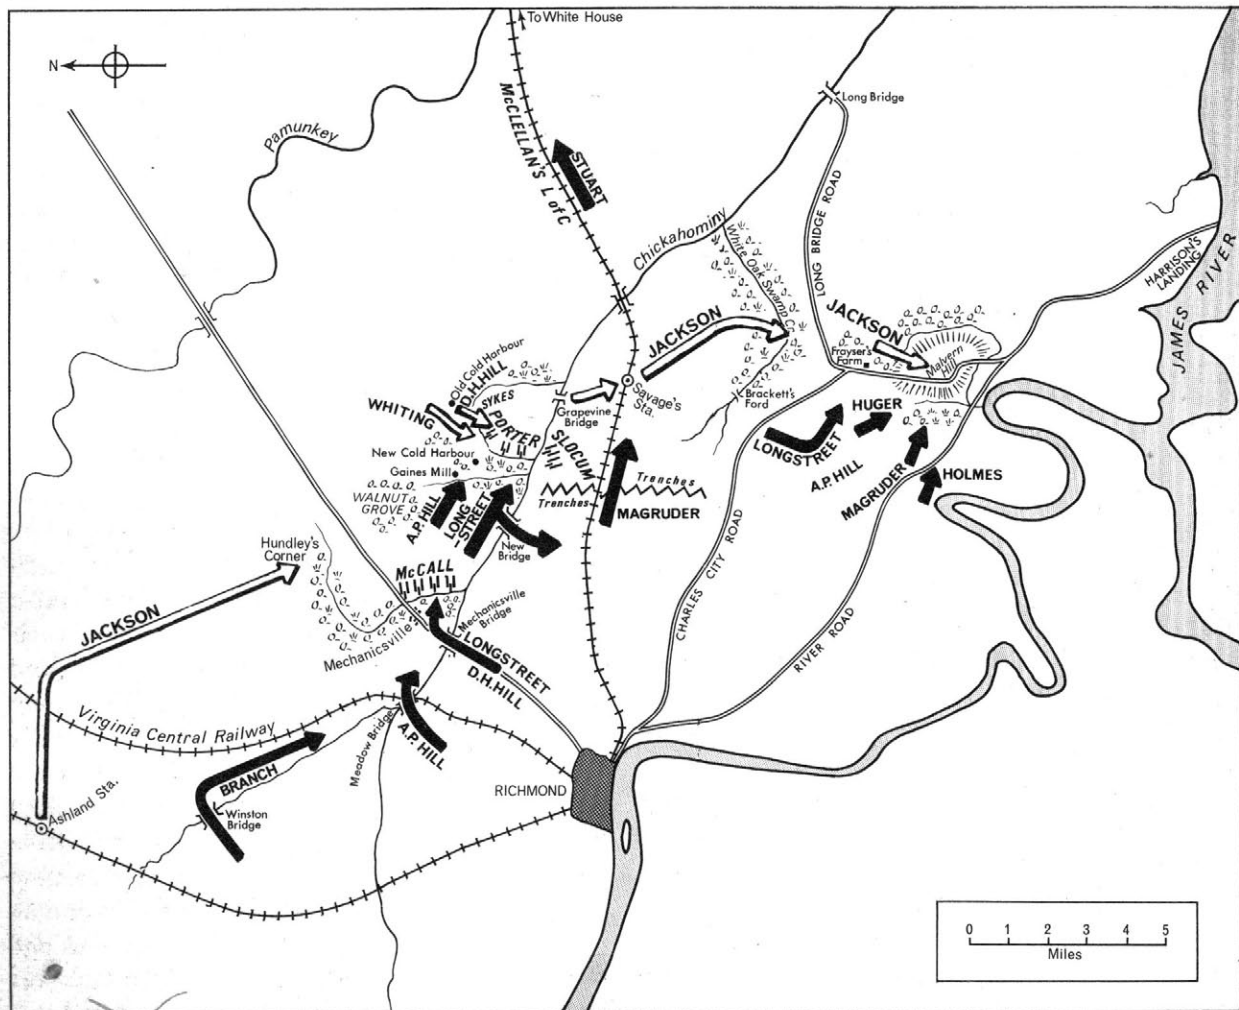 To White House
N
Long Bridge
Pamunkey
McCLELLAN'S L of C
STUART
Chickahominy
White Oak Swamp Cr.
LONG BRIDGE ROAD
HARRISON'S
LANDING
JAMES RIVER
JACKSON
JACKSON
Frayser's
Farm
Malvern
Hill
Old Cold Harbour
D.H.HILL
SYKES
WHITING
PORTER
SLOCUM
Grapevine
Bridge
Savage's
Sta.
Brackett's
Ford
New Cold Harbour
Gaines Mill
WALNUT
GROVE
A.P. HILL
LONG
-STREET
Trenches
Trenches
MAGRUDER
LONGSTREET
HUGER
A.P. HILL
MAGRUDER
HOLMES
Hundley's
Corner
McCALL
New
Bridge
Mechanicsville
Bridge
Mechanicsville
JACKSON
LONGSTREET
D.H.HILL
CHARLES CITY ROAD
RIVER ROAD
Virginia Central Railway
Meadow Bridge
A.P. HILL
BRANCH
Winston
Bridge
Ashland Sta.
RICHMOND
0 1 2 3 4 5
Miles